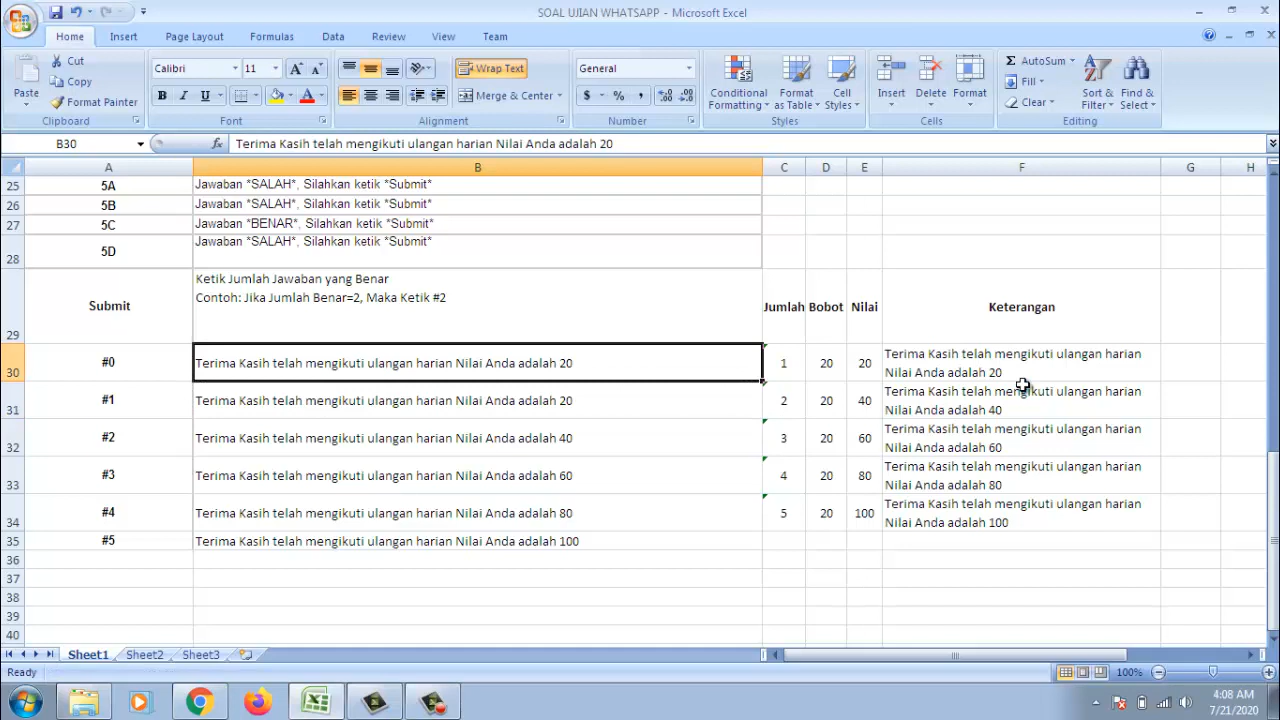 SOAL UJIAN WHATSAPP - Microsoft Excel
Home Insert Page Layout Formulas Data Review View Team
Paste Cut Copy Format Painter
Calibri 11 A A Wrap Text General
B I U A Merge & Center $ % ,
Conditional Formatting Format as Table Cell Styles Insert Delete Format
Σ AutoSum Fill Clear Sort & Filter Find & Select
Clipboard Font Alignment Number Styles Cells Editing
B30 fx Terima Kasih telah mengikuti ulangan harian Nilai Anda adalah 20
A B C D E F G H
25 5A Jawaban *SALAH*, Silahkan ketik *Submit*
26 5B Jawaban *SALAH*, Silahkan ketik *Submit*
27 5C Jawaban *BENAR*, Silahkan ketik *Submit*
28 5D Jawaban *SALAH*, Silahkan ketik *Submit*
29 Submit Ketik Jumlah Jawaban yang Benar
Contoh: Jika Jumlah Benar=2, Maka Ketik #2
Jumlah Bobot Nilai Keterangan
30 #0 Terima Kasih telah mengikuti ulangan harian Nilai Anda adalah 20 1 20 20 Terima Kasih telah mengikuti ulangan harian
Nilai Anda adalah 20
31 #1 Terima Kasih telah mengikuti ulangan harian Nilai Anda adalah 20 2 20 40 Terima Kasih telah mengikuti ulangan harian
Nilai Anda adalah 40
32 #2 Terima Kasih telah mengikuti ulangan harian Nilai Anda adalah 40 3 20 60 Terima Kasih telah mengikuti ulangan harian
Nilai Anda adalah 60
33 #3 Terima Kasih telah mengikuti ulangan harian Nilai Anda adalah 60 4 20 80 Terima Kasih telah mengikuti ulangan harian
Nilai Anda adalah 80
34 #4 Terima Kasih telah mengikuti ulangan harian Nilai Anda adalah 80 5 20 100 Terima Kasih telah mengikuti ulangan harian
Nilai Anda adalah 100
35 #5 Terima Kasih telah mengikuti ulangan harian Nilai Anda adalah 100
36
37
38
39
40
Sheet1 Sheet2 Sheet3
Ready 100%
4:08 AM
7/21/2020